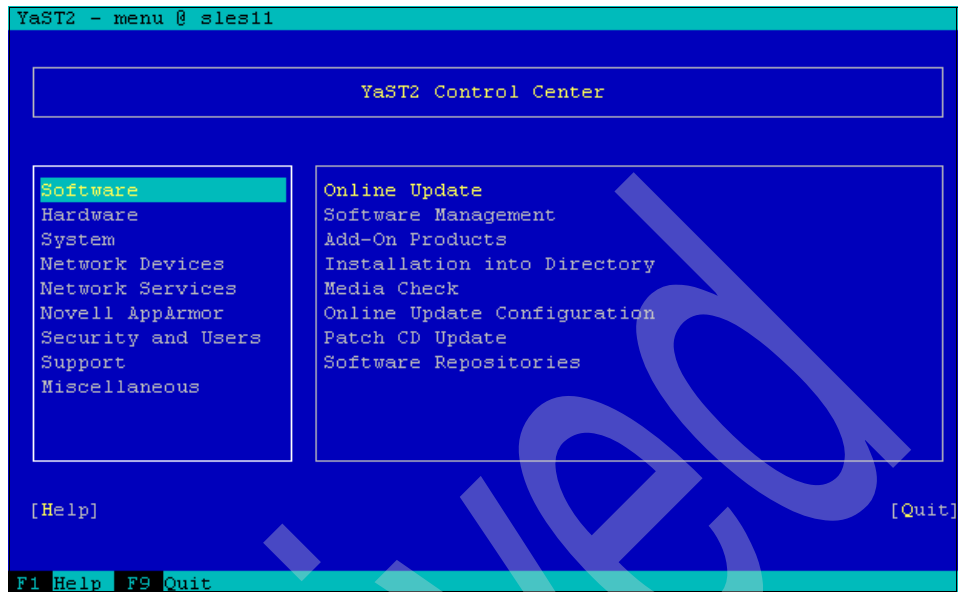 YaST2 - menu @ sles11
YaST2 Control Center
Software
Hardware
System
Network Devices
Network Services
Novell AppArmor
Security and Users
Support
Miscellaneous
Online Update
Software Management
Add-On Products
Installation into Directory
Media Check
Online Update Configuration
Patch CD Update
Software Repositories
[Help]
[Quit]
F1 Help F9 Quit